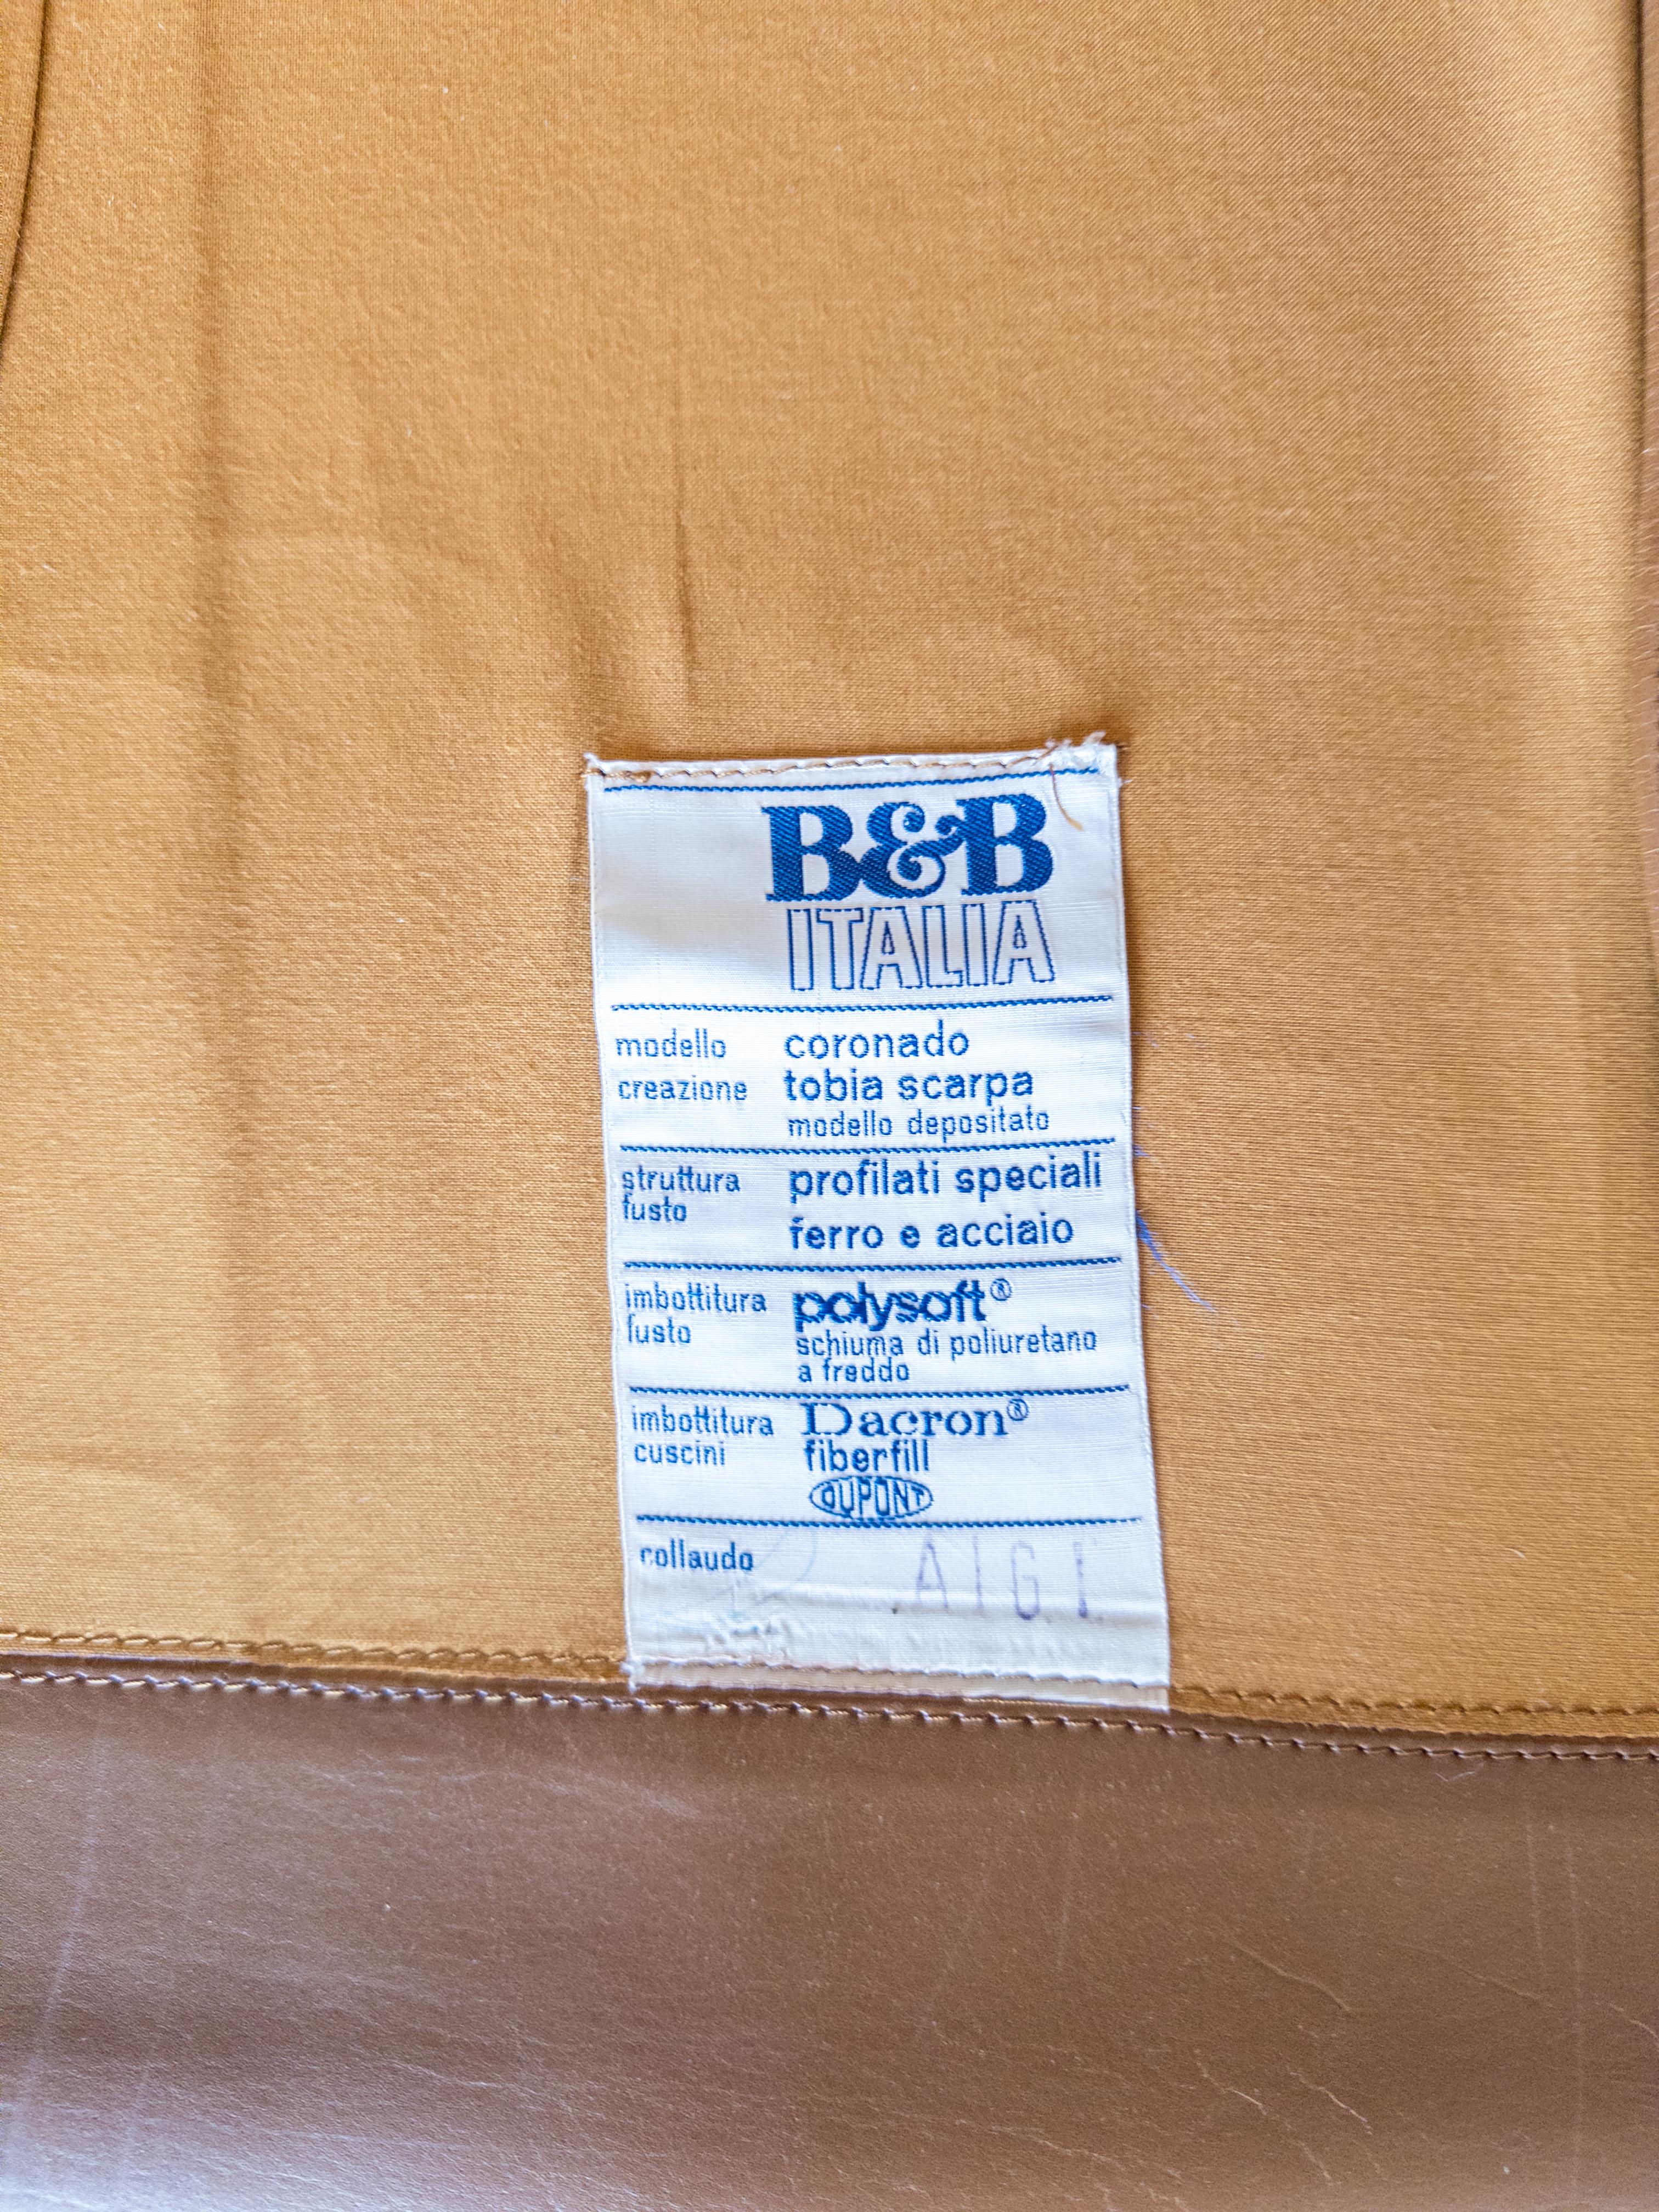 B&B
ITALIA
modello coronado
creazione tobia scarpa
modello depositato
struttura profilati speciali
fusto
ferro e acciaio
imbottitura polysoft®
fusto
schiuma di poliuretano
a freddo
imbottitura Dacron®
cuscini fiberfill
DUPONT
collaudo